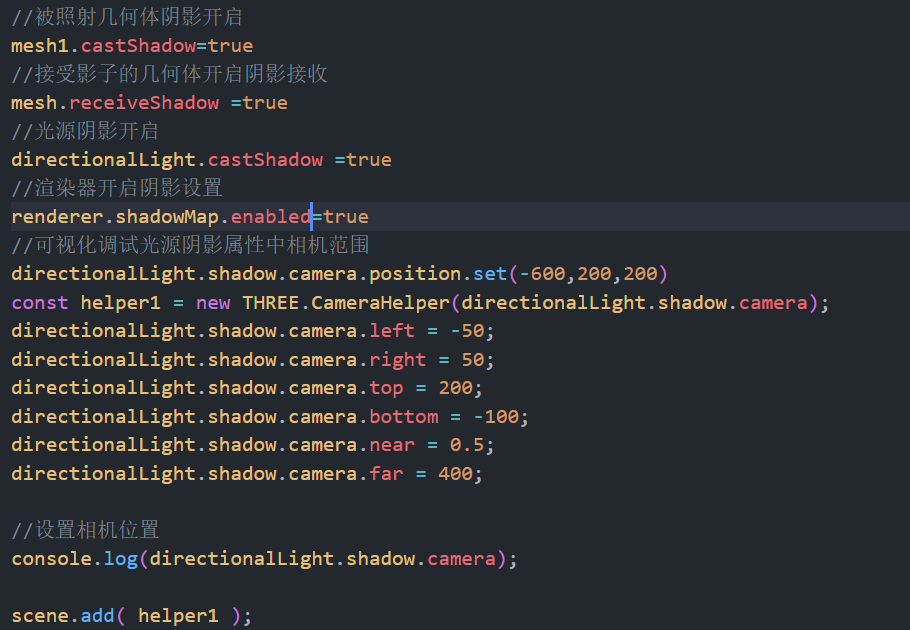 //被照射几何体阴影开启
mesh1.castShadow=true
//接受影子的几何体开启阴影接收
mesh.receiveShadow =true
//光源阴影开启
directionalLight.castShadow =true
//渲染器开启阴影设置
renderer.shadowMap.enabled=true
//可视化调试光源阴影属性中相机范围
directionalLight.shadow.camera.position.set(-600,200,200)
const helper1 = new THREE.CameraHelper(directionalLight.shadow.camera);
directionalLight.shadow.camera.left = -50;
directionalLight.shadow.camera.right = 50;
directionalLight.shadow.camera.top = 200;
directionalLight.shadow.camera.bottom = -100;
directionalLight.shadow.camera.near = 0.5;
directionalLight.shadow.camera.far = 400;
//设置相机位置
console.log(directionalLight.shadow.camera);
scene.add( helper1 );